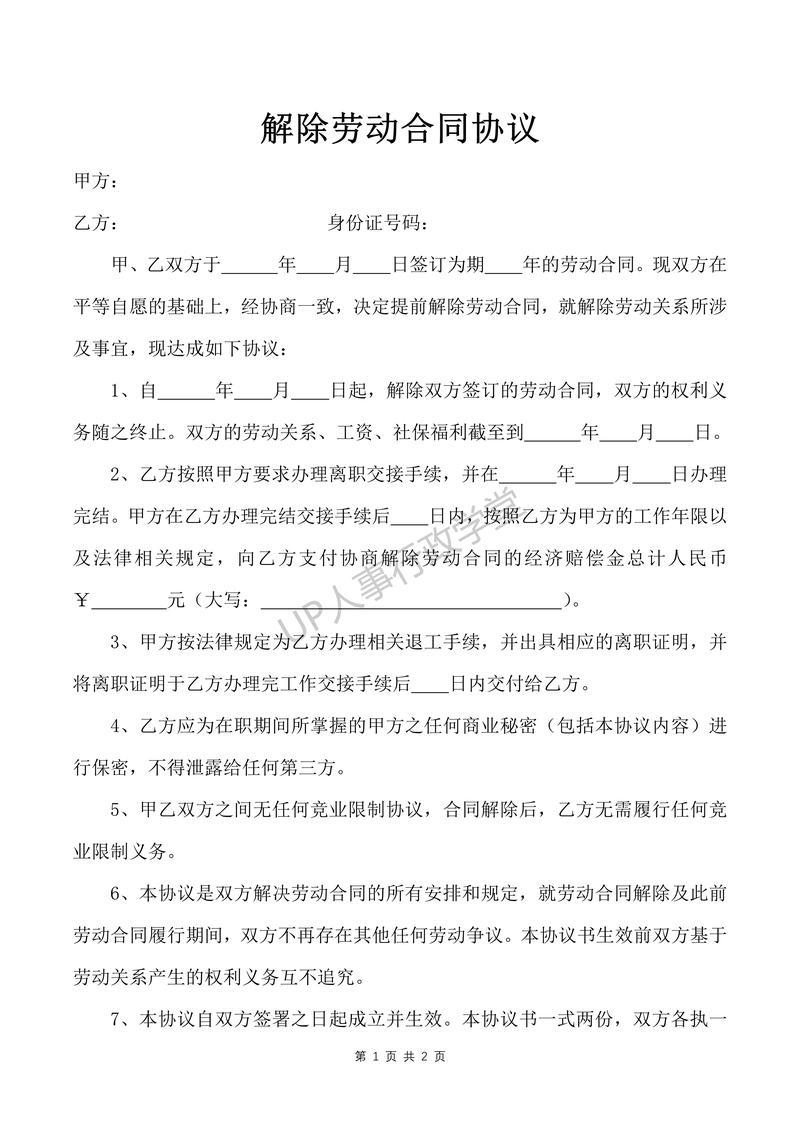 解除劳动合同协议
甲方：
乙方： 身份证号码：
甲、乙双方于______年____月____日签订为期____年的劳动合同。现双方在
平等自愿的基础上，经协商一致，决定提前解除劳动合同，就解除劳动关系所涉
及事宜，现达成如下协议：
1、自______年____月____日起，解除双方签订的劳动合同，双方的权利义
务随之终止。双方的劳动关系、工资、社保福利截至到______年____月____日。
2、乙方按照甲方要求办理离职交接手续，并在______年____月____日办理
完结。甲方在乙方办理完结交接手续后____日内，按照乙方为甲方的工作年限以
及法律相关规定，向乙方支付协商解除劳动合同的经济赔偿金总计人民币
￥________元（大写：________________________________）。
3、甲方按法律规定为乙方办理相关退工手续，并出具相应的离职证明，并
将离职证明于乙方办理完工作交接手续后____日内交付给乙方。
4、乙方应为在职期间所掌握的甲方之任何商业秘密（包括本协议内容）进
行保密，不得泄露给任何第三方。
5、甲乙双方之间无任何竞业限制协议，合同解除后，乙方无需履行任何竞
业限制义务。
6、本协议是双方解决劳动合同的所有安排和规定，就劳动合同解除及此前
劳动合同履行期间，双方不再存在其他任何劳动争议。本协议书生效前双方基于
劳动关系产生的权利义务互不追究。
7、本协议自双方签署之日起成立并生效。本协议书一式两份，双方各执一
第 1 页 共 2 页
UP人事行政学堂